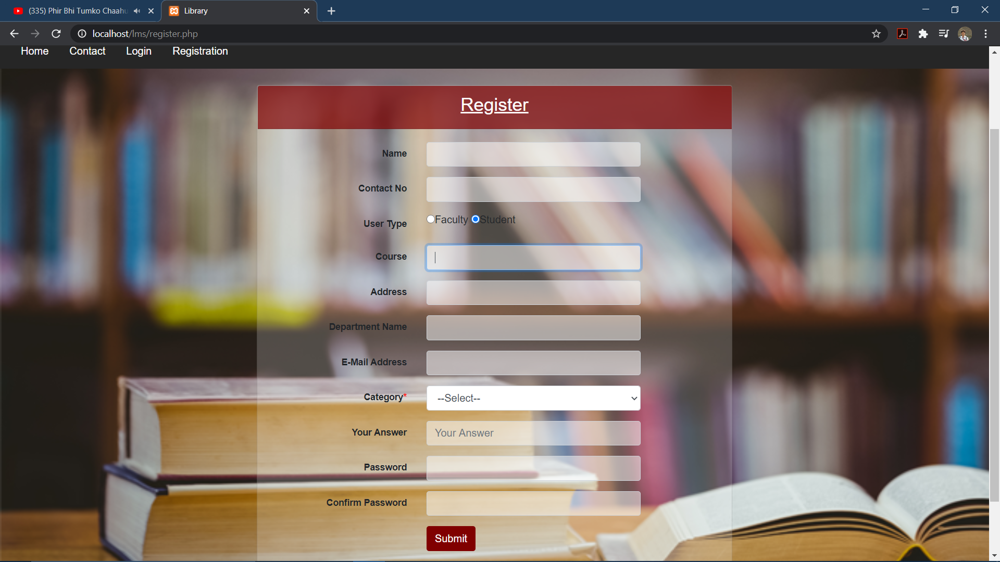 (335) Phir Bhi Tumko Chaahu
Library
localhost/lms/register.php
Home Contact Login Registration
Register
Name
Contact No
User Type Faculty Student
Course
Address
Department Name
E-Mail Address
Category* --Select--
Your Answer Your Answer
Password
Confirm Password
Submit